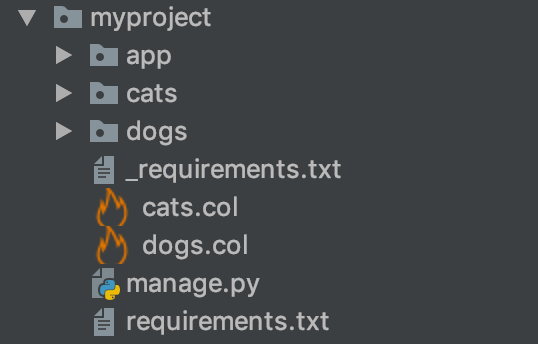 myproject
app
cats
dogs
_requirements.txt
cats.col
dogs.col
manage.py
requirements.txt